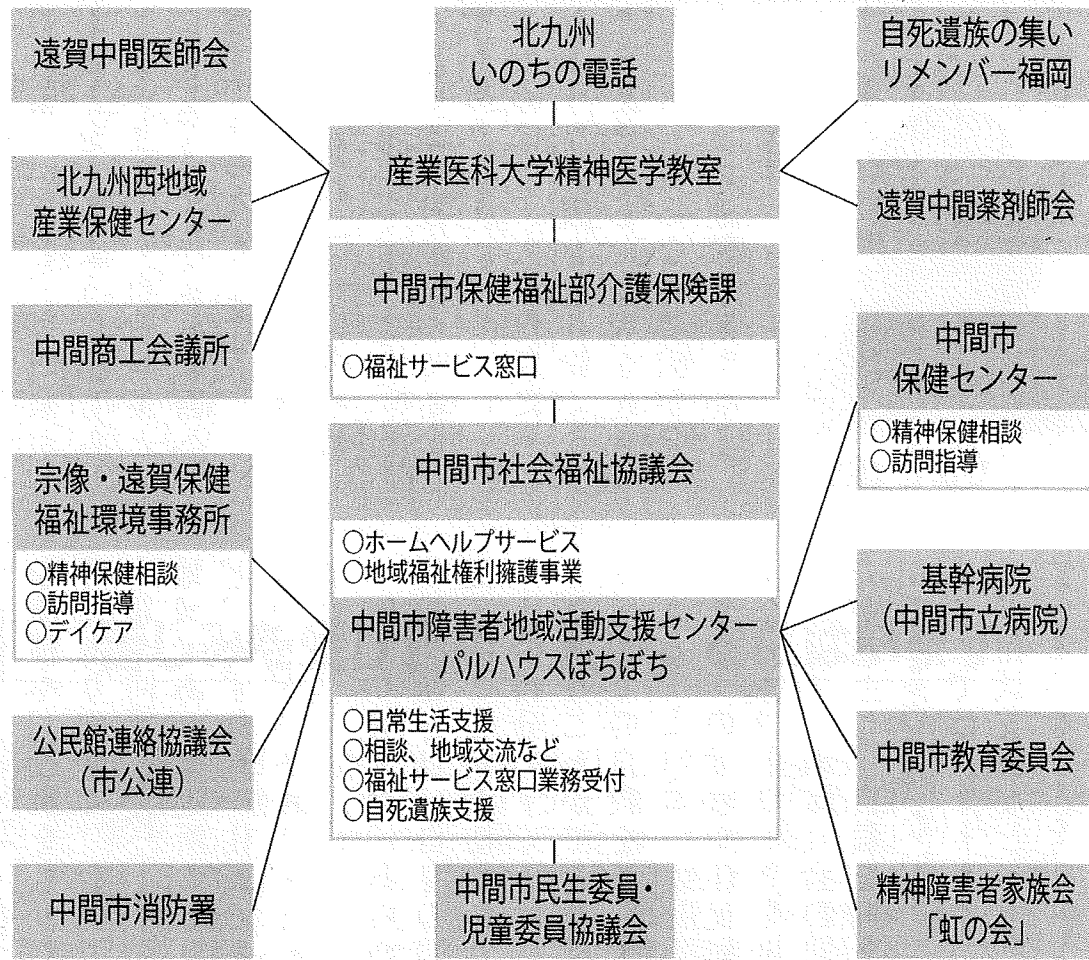 遠賀中間医師会
北九州
いのちの電話
自死遺族の集い
リメンバー福岡
北九州西地域
産業保健センター
産業医科大学精神医学教室
遠賀中間薬剤師会
中間商工会議所
中間市保健福祉部介護保険課
○福祉サービス窓口
中間市
保健センター
○精神保健相談
○訪問指導
宗像・遠賀保健
福祉環境事務所
○精神保健相談
○訪問指導
○デイケア
中間市社会福祉協議会
○ホームヘルプサービス
○地域福祉権利擁護事業
中間市障害者地域活動支援センター
パルハウスぼちぼち
○日常生活支援
○相談、地域交流など
○福祉サービス窓口業務受付
○自死遺族支援
基幹病院
(中間市立病院)
公民館連絡協議会
(市公連)
中間市教育委員会
中間市消防署
中間市民生委員・
児童委員協議会
精神障害者家族会
「虹の会」